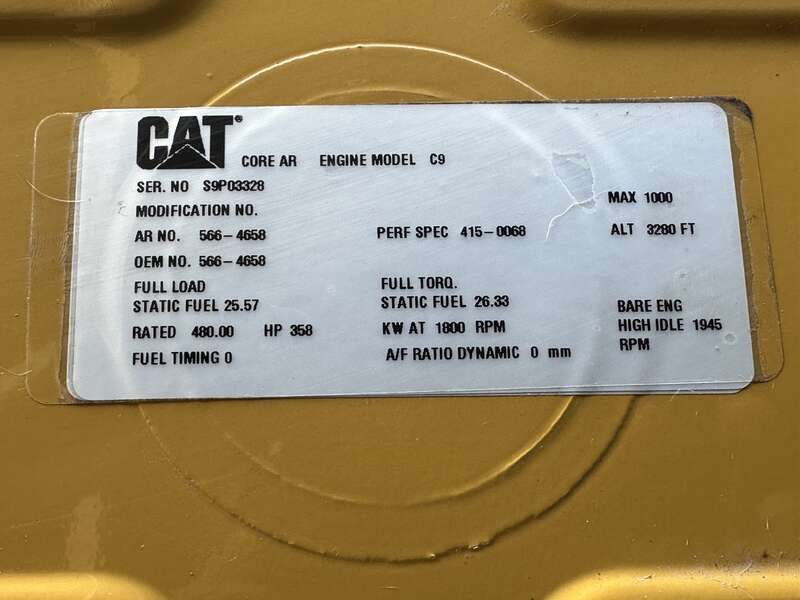 CAT® CORE AR ENGINE MODEL C9
SER. NO S9P03328
MODIFICATION NO.
MAX 1000
AR NO. 566-4658 PERF SPEC 415-0068 ALT 3280 FT
OEM NO. 566-4658
FULL LOAD FULL TORQ.
STATIC FUEL 25.57 STATIC FUEL 26.33 BARE ENG
RATED 480.00 HP 358 KW AT 1800 RPM HIGH IDLE 1945
RPM
FUEL TIMING 0 A/F RATIO DYNAMIC 0 mm